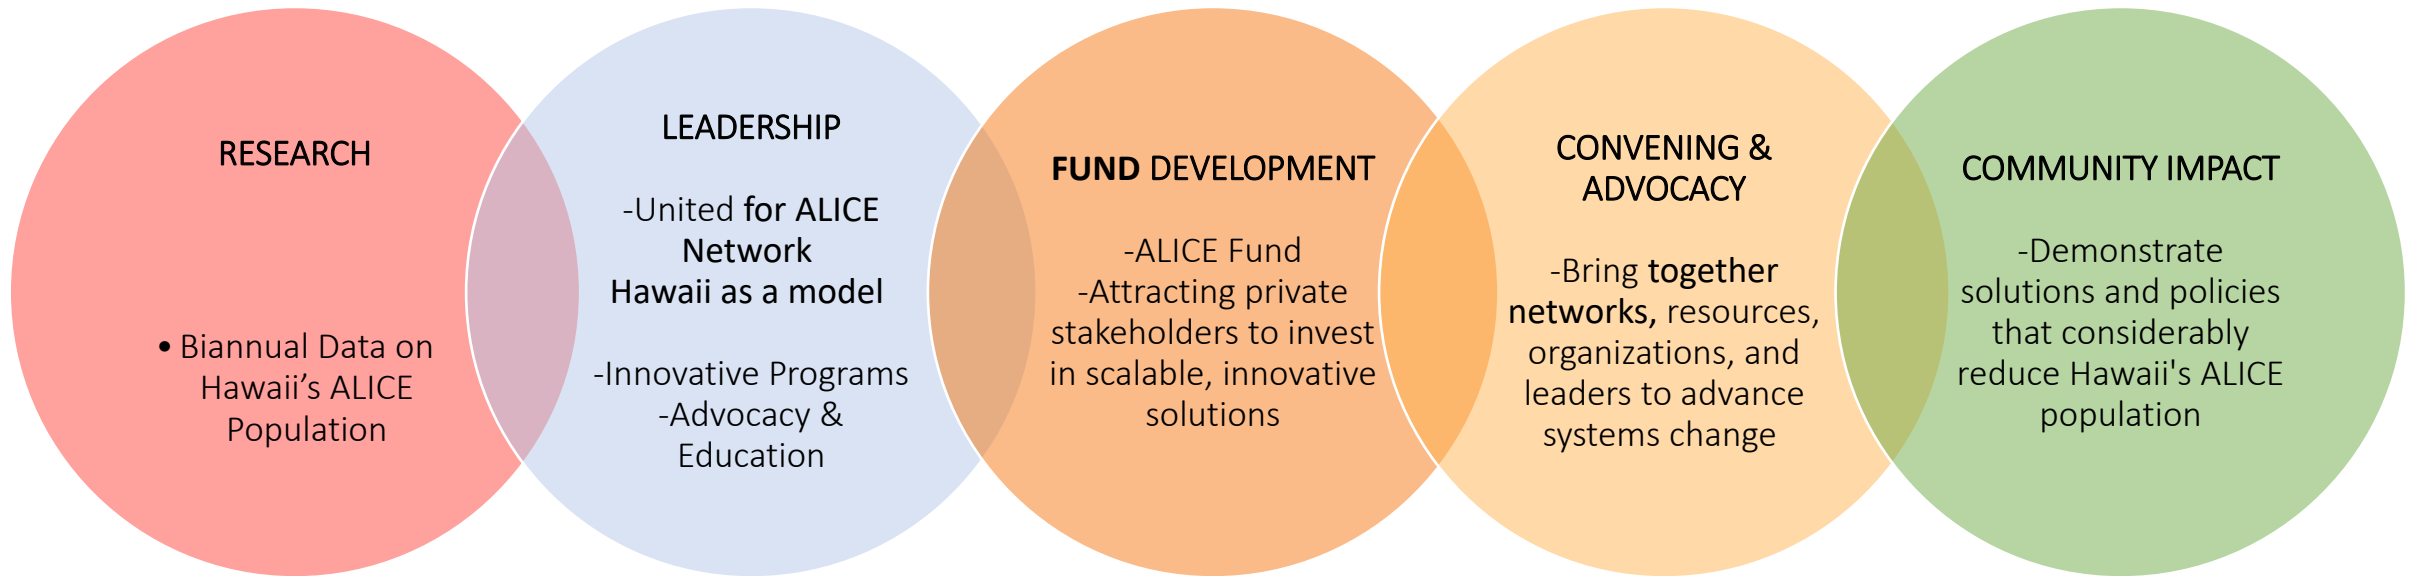 RESEARCH
• Biannual Data on
Hawaii’s ALICE
Population
LEADERSHIP
-United for ALICE
Network
Hawaii as a model
-Innovative Programs
-Advocacy &
Education
FUND DEVELOPMENT
-ALICE Fund
-Attracting private
stakeholders to invest
in scalable, innovative
solutions
CONVENING &
ADVOCACY
-Bring together
networks, resources,
organizations, and
leaders to advance
systems change
COMMUNITY IMPACT
-Demonstrate
solutions and policies
that considerably
reduce Hawaii's ALICE
population